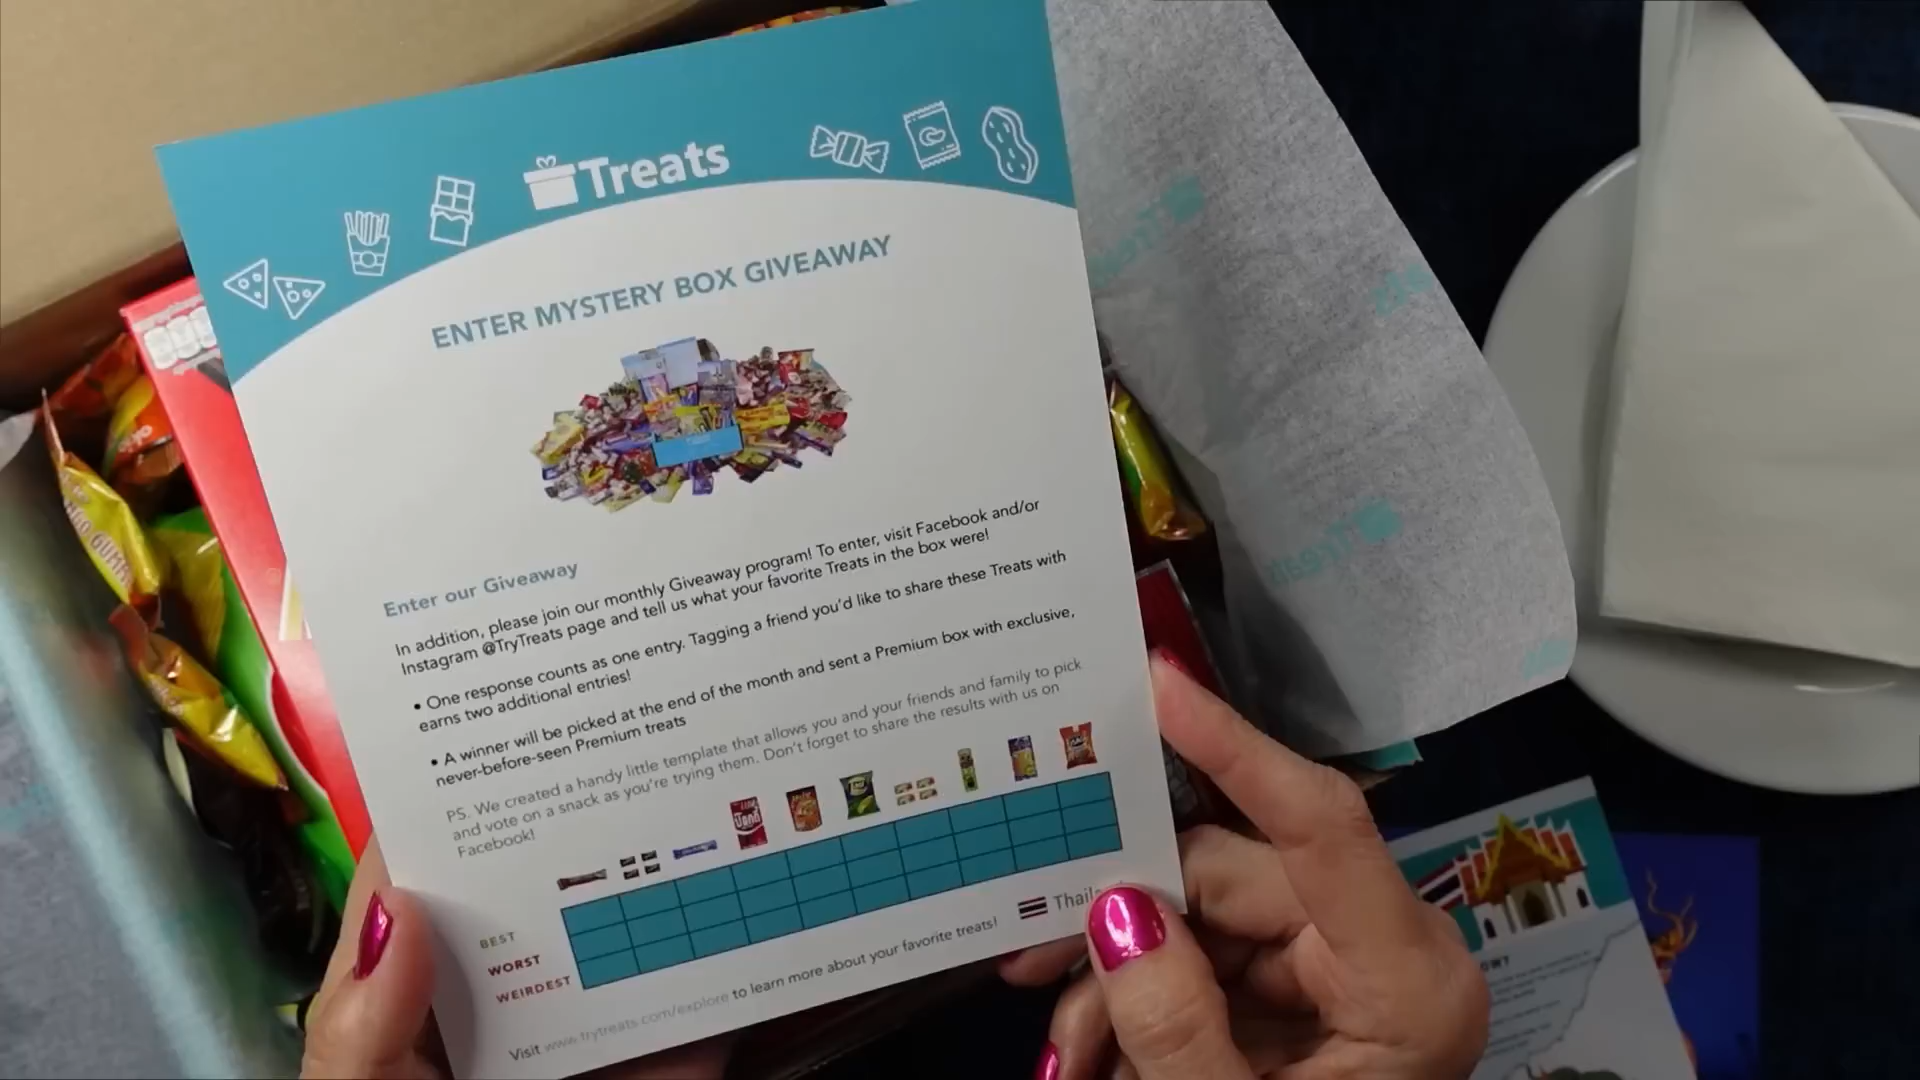 Treats
ENTER MYSTERY BOX GIVEAWAY
Enter our Giveaway
In addition, please join our monthly Giveaway program! To enter, visit Facebook and/or
Instagram @TryTreats page and tell us what your favorite Treats in the box were!
• One response counts as one entry. Tagging a friend you'd like to share these Treats with
earns two additional entries!
• A winner will be picked at the end of the month and sent a Premium box with exclusive,
never-before-seen Premium treats
PS. We created a handy little template that allows you and your friends and family to pick
and vote on a snack as you're trying them. Don't forget to share the results with us on
Facebook!
BEST
WORST
WEIRDEST
Visit www.trytreats.com/explore to learn more about your favorite treats!
Thail